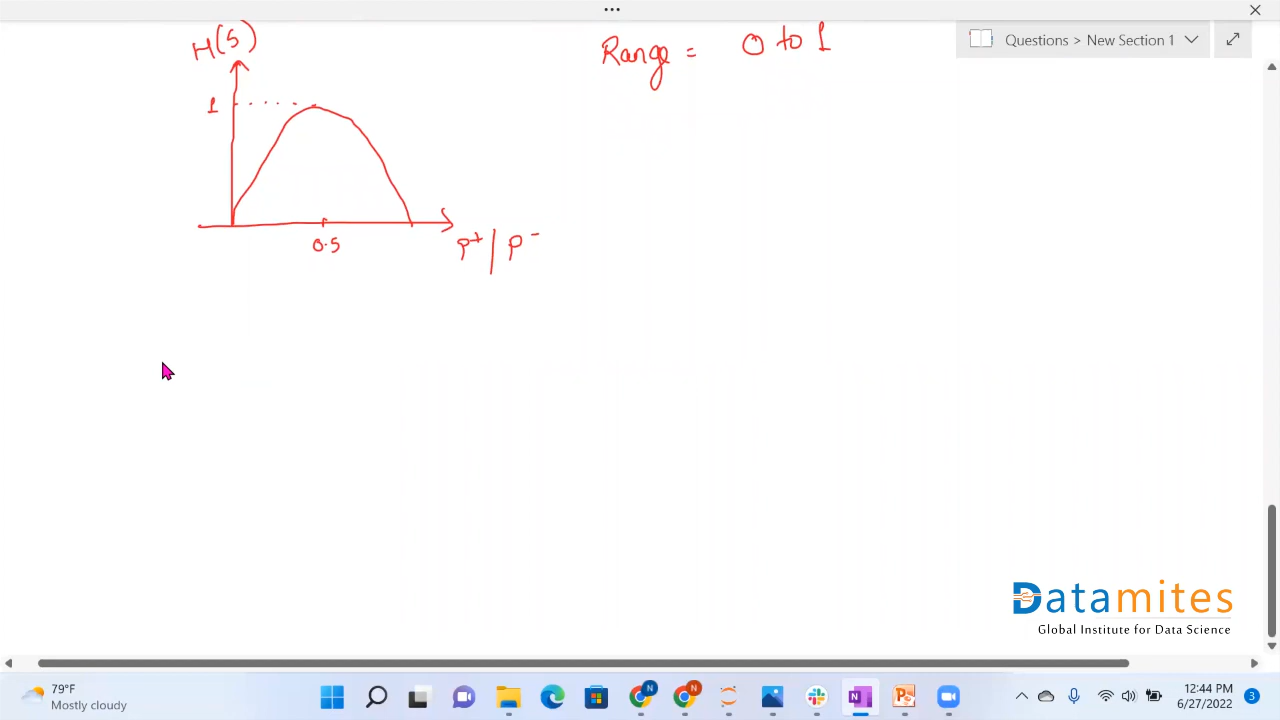 H(S)
Range = 0 to 1
Questions > New Section 1
1
0.5
P+ | P-
Datamites
Global Institute for Data Science
79°F
Mostly cloudy
N
N
N
P
12:44 PM
6/27/2022
3